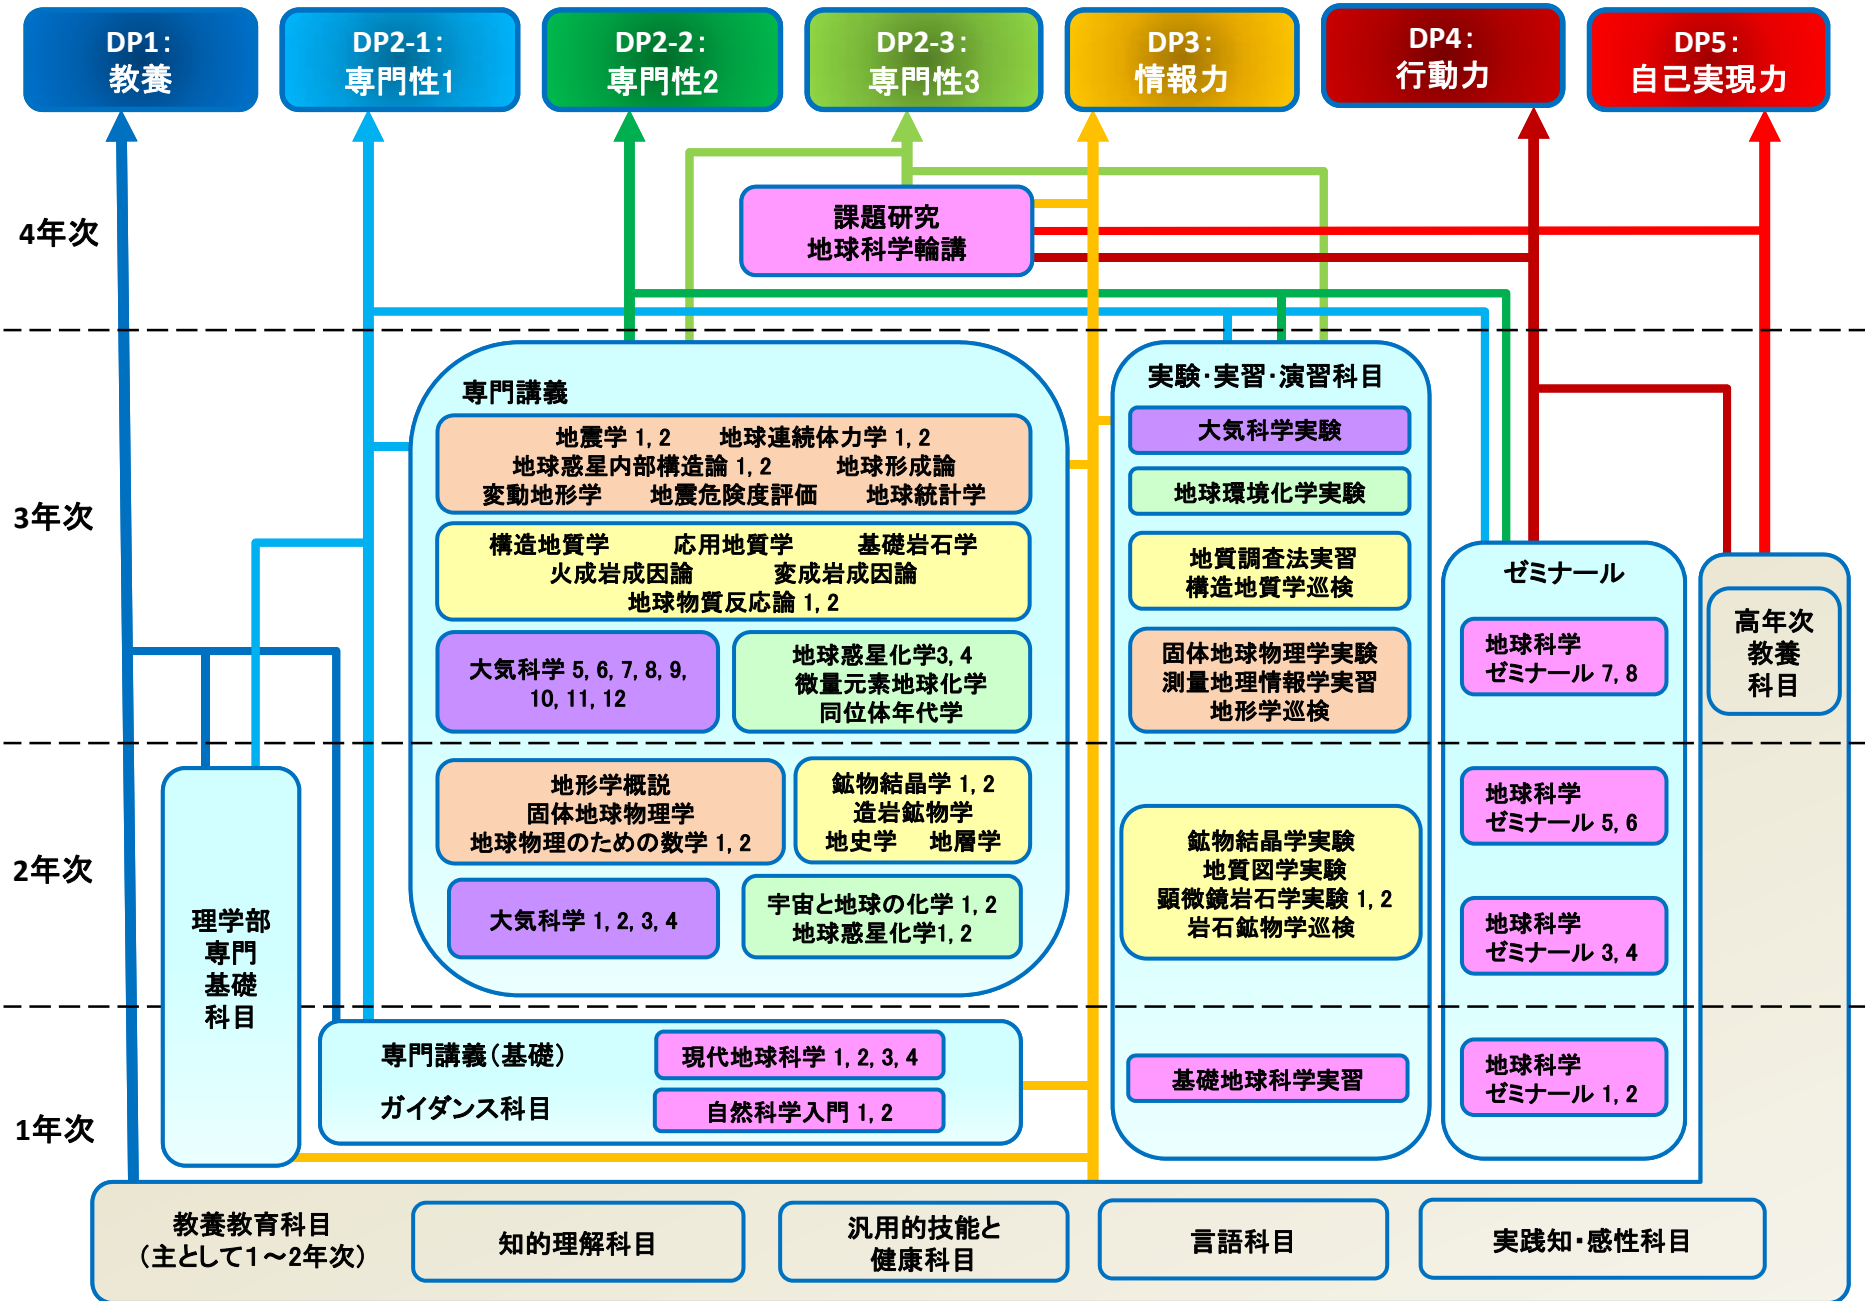 DP1：
教養
DP2-1：
専門性1
DP2-2：
専門性2
DP2-3：
専門性3
DP3：
情報力
DP4：
行動力
DP5：
自己実現力
4年次
課題研究
地球科学輪講
3年次
専門講義
地震学 1, 2　地球連続体力学 1, 2
地球惑星内部構造論 1, 2　地球形成論
変動地形学　地震危険度評価　地球統計学
構造地質学　応用地質学　基礎岩石学
火成岩成因論　変成岩成因論
地球物質反応論 1, 2
大気科学 5, 6, 7, 8, 9,
10, 11, 12
地球惑星化学3, 4
微量元素地球化学
同位体年代学
実験・実習・演習科目
大気科学実験
地球環境化学実験
地質調査法実習
構造地質学巡検
固体地球物理学実験
測量地理情報学実習
地形学巡検
ゼミナール
地球科学
ゼミナール 7, 8
高年次
教養
科目
2年次
理学部
専門
基礎
科目
地形学概説
固体地球物理学
地球物理のための数学 1, 2
鉱物結晶学 1, 2
造岩鉱物学
地史学　地層学
大気科学 1, 2, 3, 4
宇宙と地球の化学 1, 2
地球惑星化学1, 2
鉱物結晶学実験
地質図学実験
顕微鏡岩石学実験 1, 2
岩石鉱物学巡検
地球科学
ゼミナール 5, 6
地球科学
ゼミナール 3, 4
1年次
専門講義（基礎）
現代地球科学 1, 2, 3, 4
ガイダンス科目
自然科学入門 1, 2
基礎地球科学実習
地球科学
ゼミナール 1, 2
教養教育科目
（主として１～2年次）
知的理解科目
汎用的技能と
健康科目
言語科目
実践知・感性科目